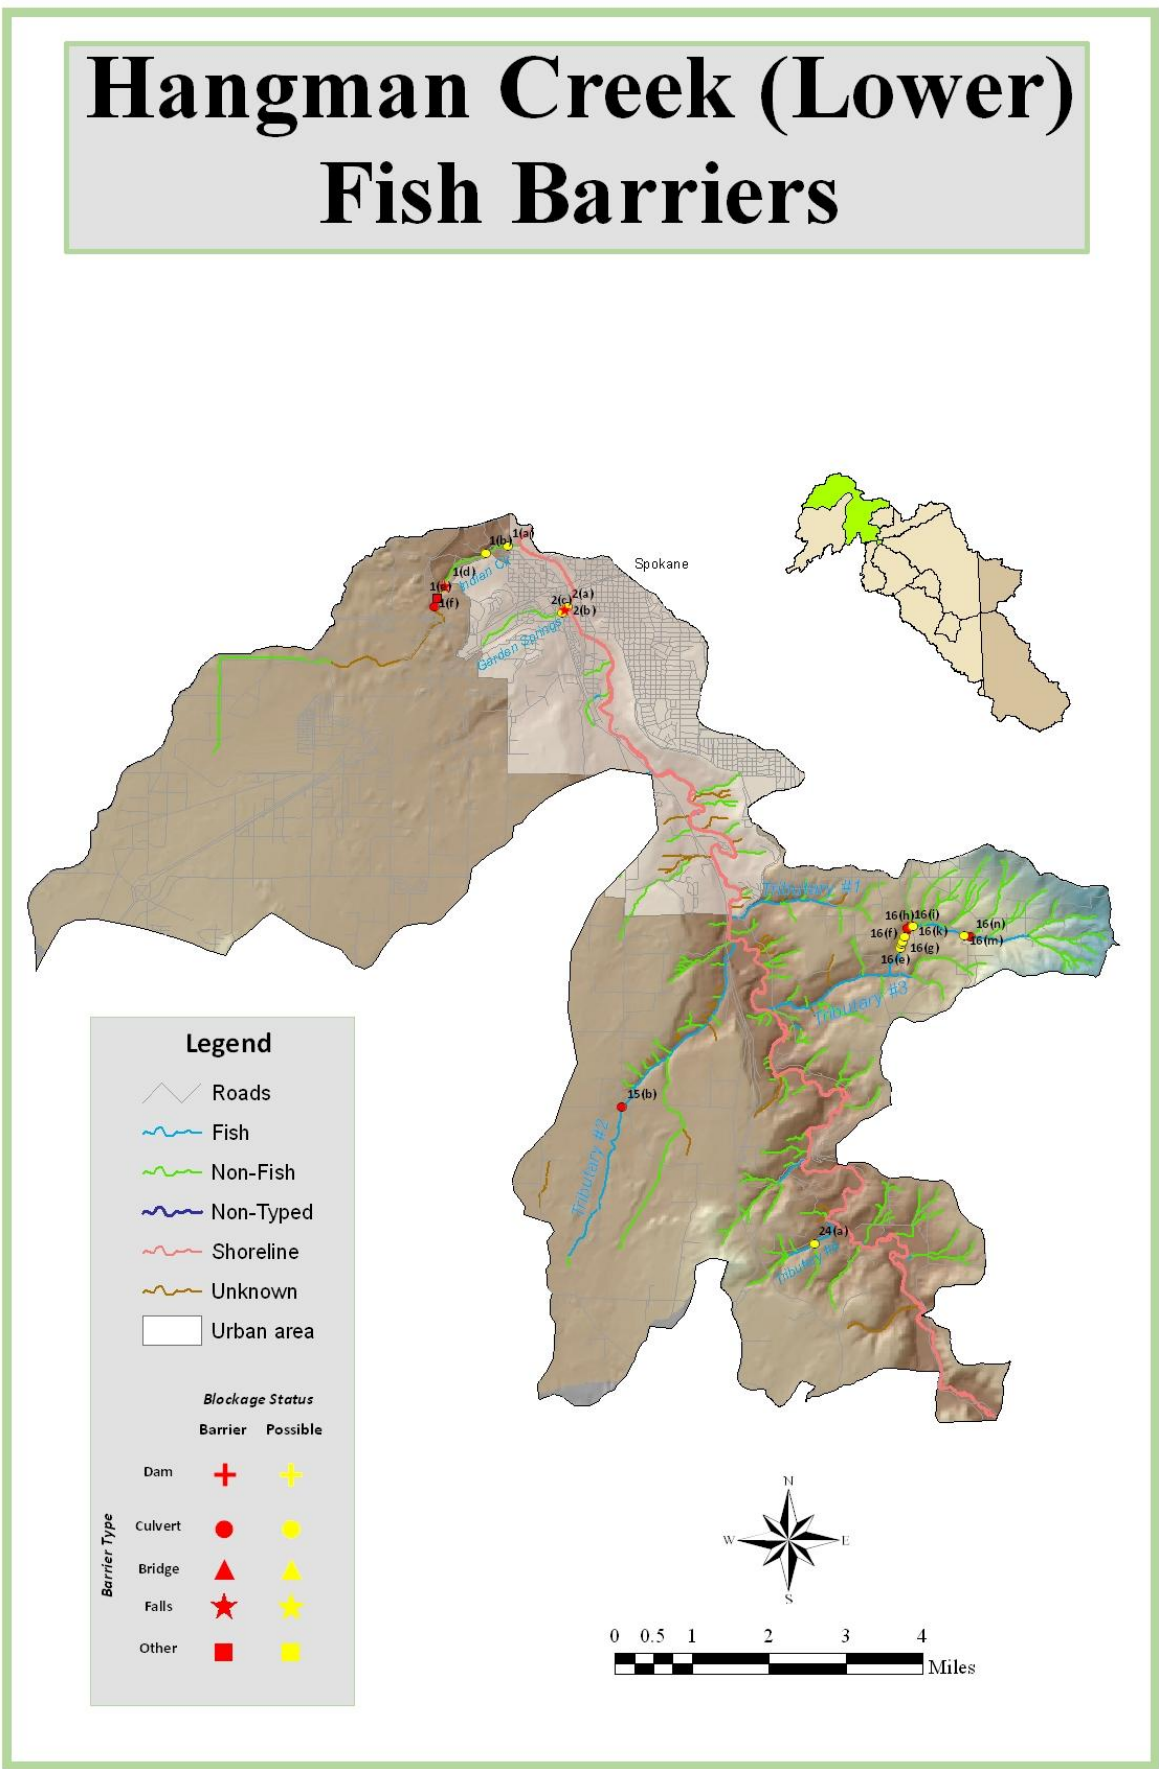 Hangman Creek (Lower)
Fish Barriers
Spokane
1(a)
1(b)
1(d)
Indian
1(f)
2(a)
2(c)
2(b)
Garden Springs
Tributary #1
16(h) 16(i)
16(n)
16(f)
16(k)
16(m)
16(g)
16(e)
Tributary #3
15(b)
Tributary #2
24(a)
Tributary
Legend
Roads
Fish
Non-Fish
Non-Typed
Shoreline
Unknown
Urban area
Blockage Status
Barrier Possible
Barrier Type
Dam
Culvert
Bridge
Falls
Other
N
W E
S
0 0.5 1 2 3 4
Miles